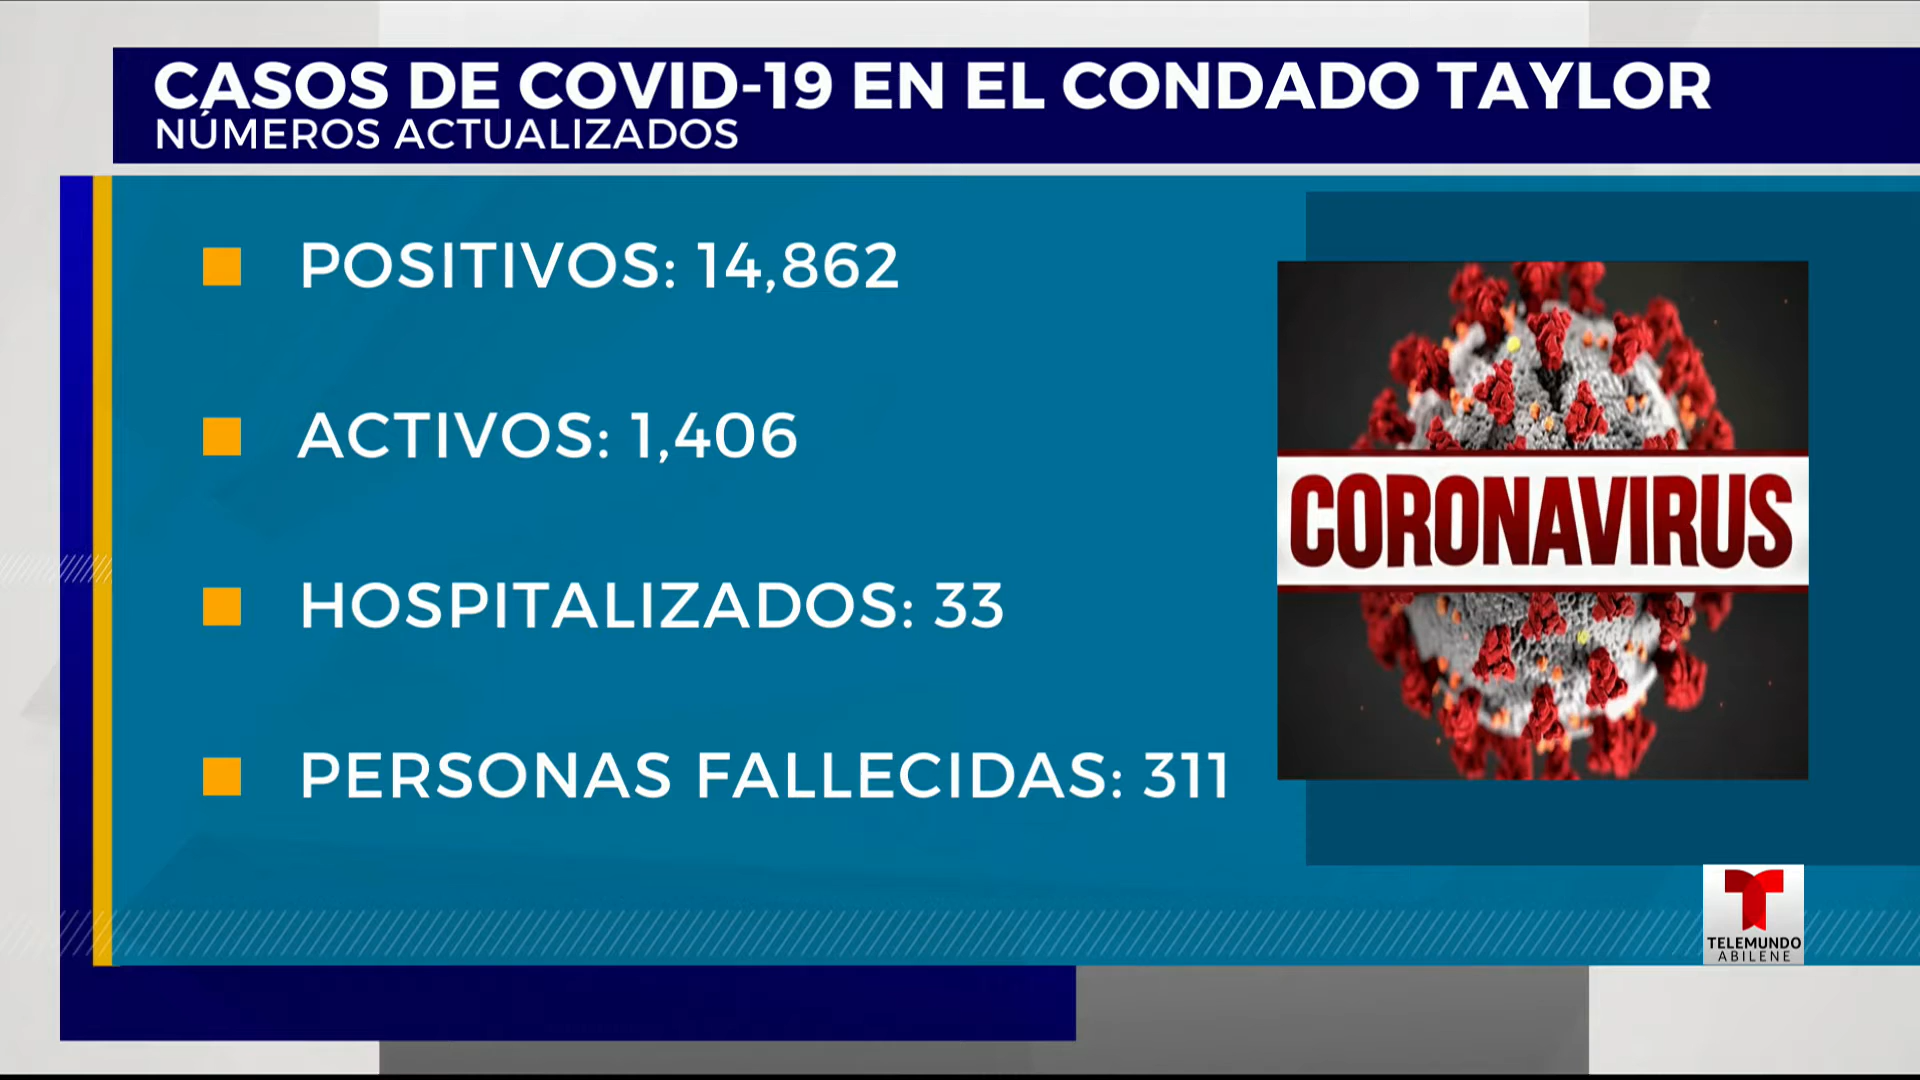 CASOS DE COVID-19 EN EL CONDADO TAYLOR
NÚMEROS ACTUALIZADOS
POSITIVOS: 14,862
ACTIVOS: 1,406
HOSPITALIZADOS: 33
PERSONAS FALLECIDAS: 311
CORONAVIRUS
TELEMUNDO
ABILENE